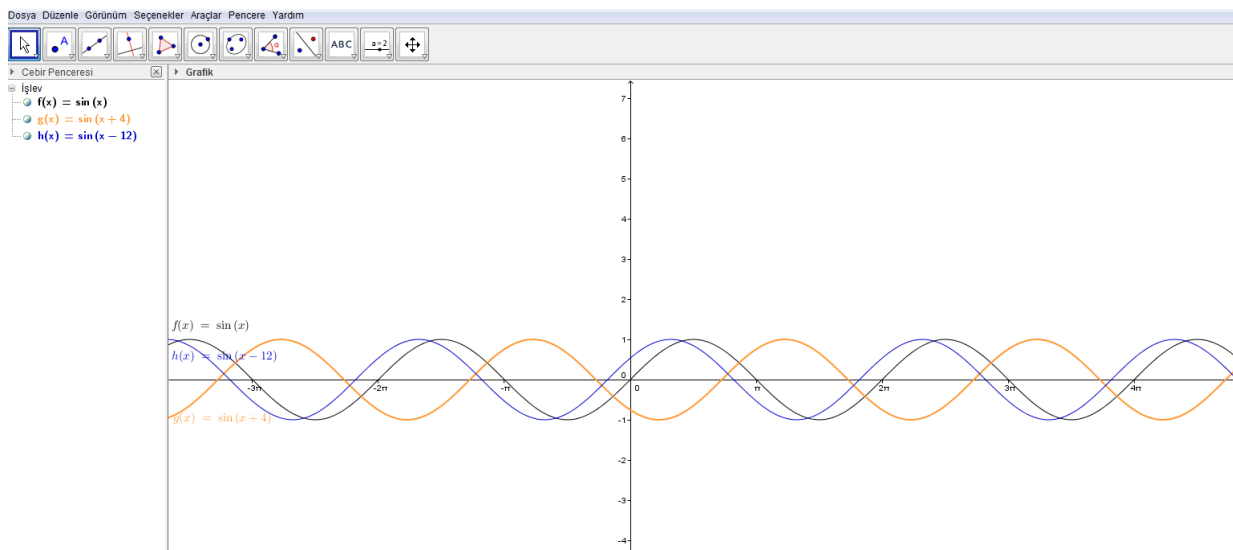 Dosya Düzenle Görünüm Seçenekler Araçlar Pencere Yardım
A
α
ABC
a=2
Cebir Penceresi
Grafik
İşlev
f(x) = sin (x)
g(x) = sin (x + 4)
h(x) = sin (x − 12)
7
6
5
4
3
2
f(x) = sin (x)
1
h(x) = sin (x − 12)
0
-3π -2π -π 0 π 2π 3π 4π
g(x) = sin (x + 4)
-1
-2
-3
-4